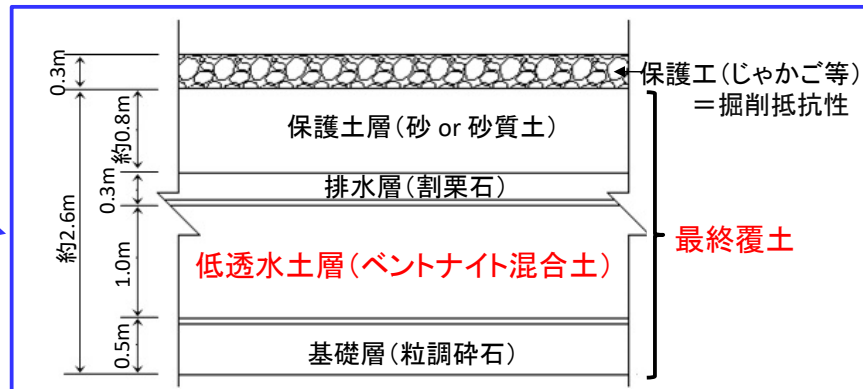 0.3m
保護工(じゃかご等)
=掘削抵抗性
約0.8m
保護土層(砂 or 砂質土)
0.3m
排水層(割栗石)
約2.6m
1.0m
低透水土層(ベントナイト混合土)
最終覆土
0.5m
基礎層(粒調砕石)